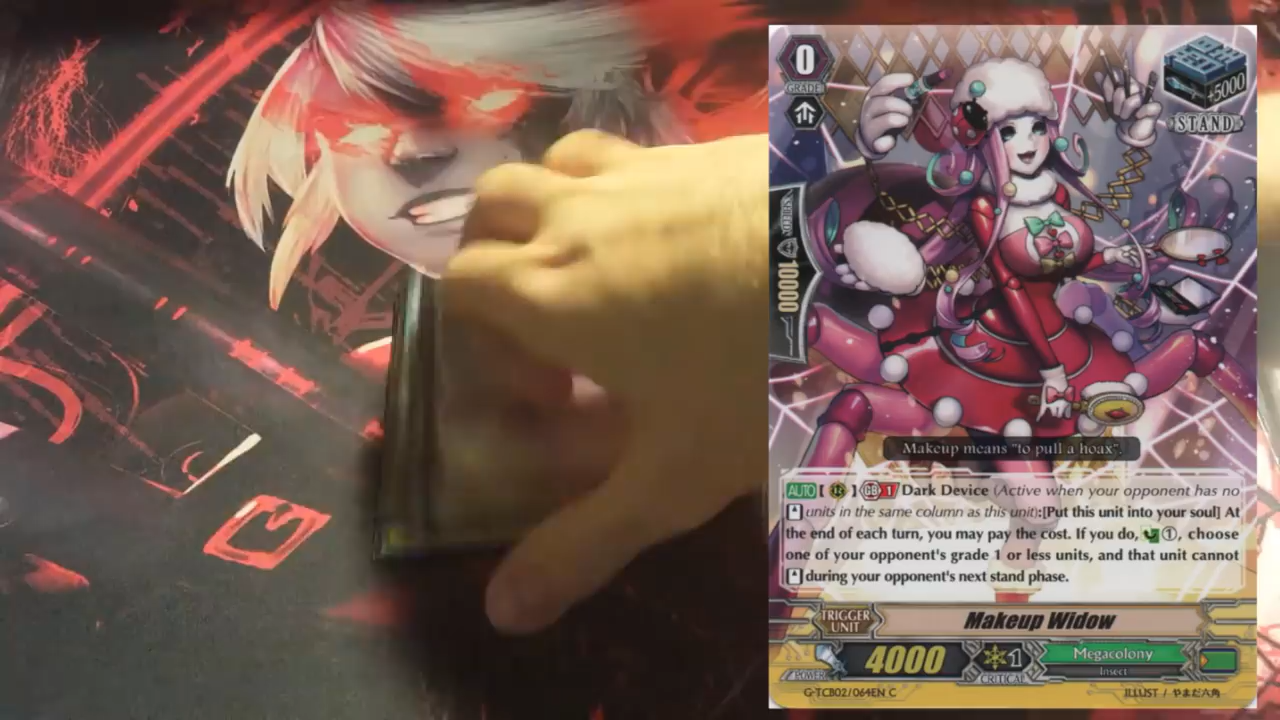 0
GRADE
+5000
STAND
SHIELD
10000
Makeup means "to pull a hoax".
AUTO [ ] GB 1 Dark Device (Active when your opponent has no
units in the same column as this unit):[Put this unit into your soul] At
the end of each turn, you may pay the cost. If you do, ①, choose
one of your opponent's grade 1 or less units, and that unit cannot
during your opponent's next stand phase.
TRIGGER
UNIT
Makeup Widow
POWER
4000
1
CRITICAL
Megacolony
Insect
G-TCB02/064EN C
ILLUST / やまだ六角